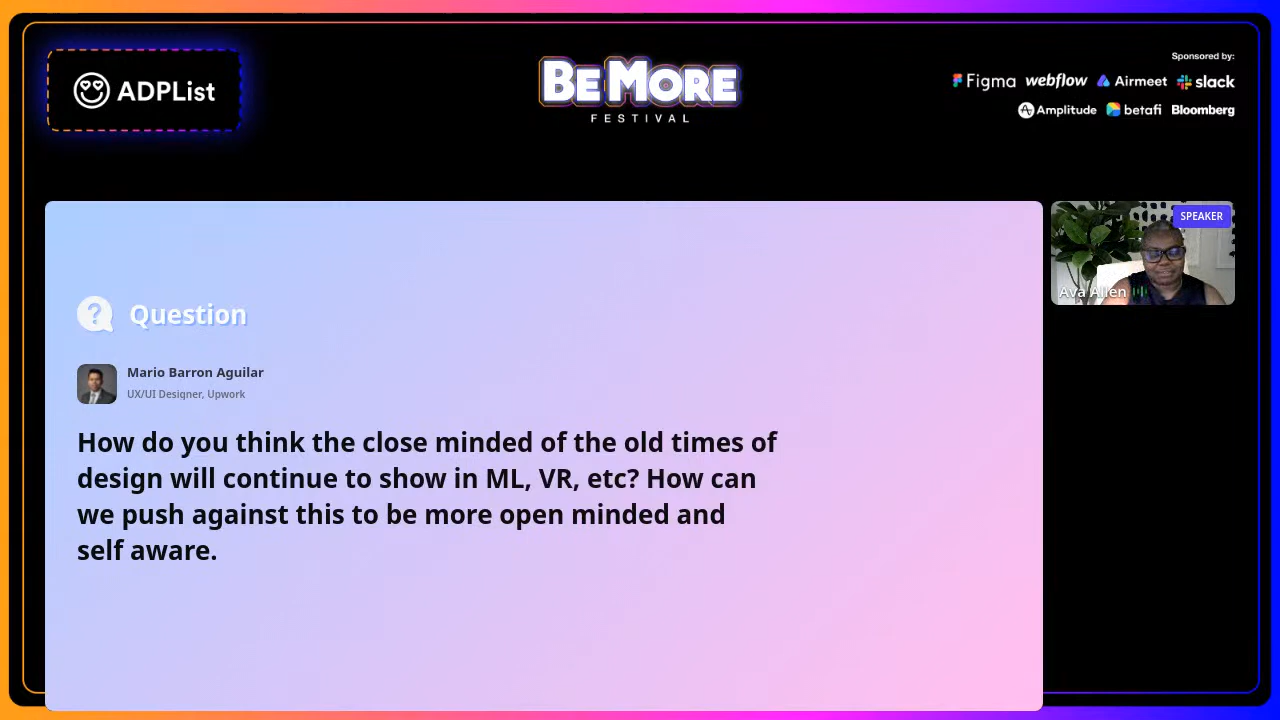 ADPList
BE MORE
FESTIVAL
Sponsored by:
Figma webflow Airmeet slack
Amplitude betafi Bloomberg
SPEAKER
Ava Allen
Question
Mario Barron Aguilar
UX/UI Designer, Upwork
How do you think the close minded of the old times of
design will continue to show in ML, VR, etc? How can
we push against this to be more open minded and
self aware.